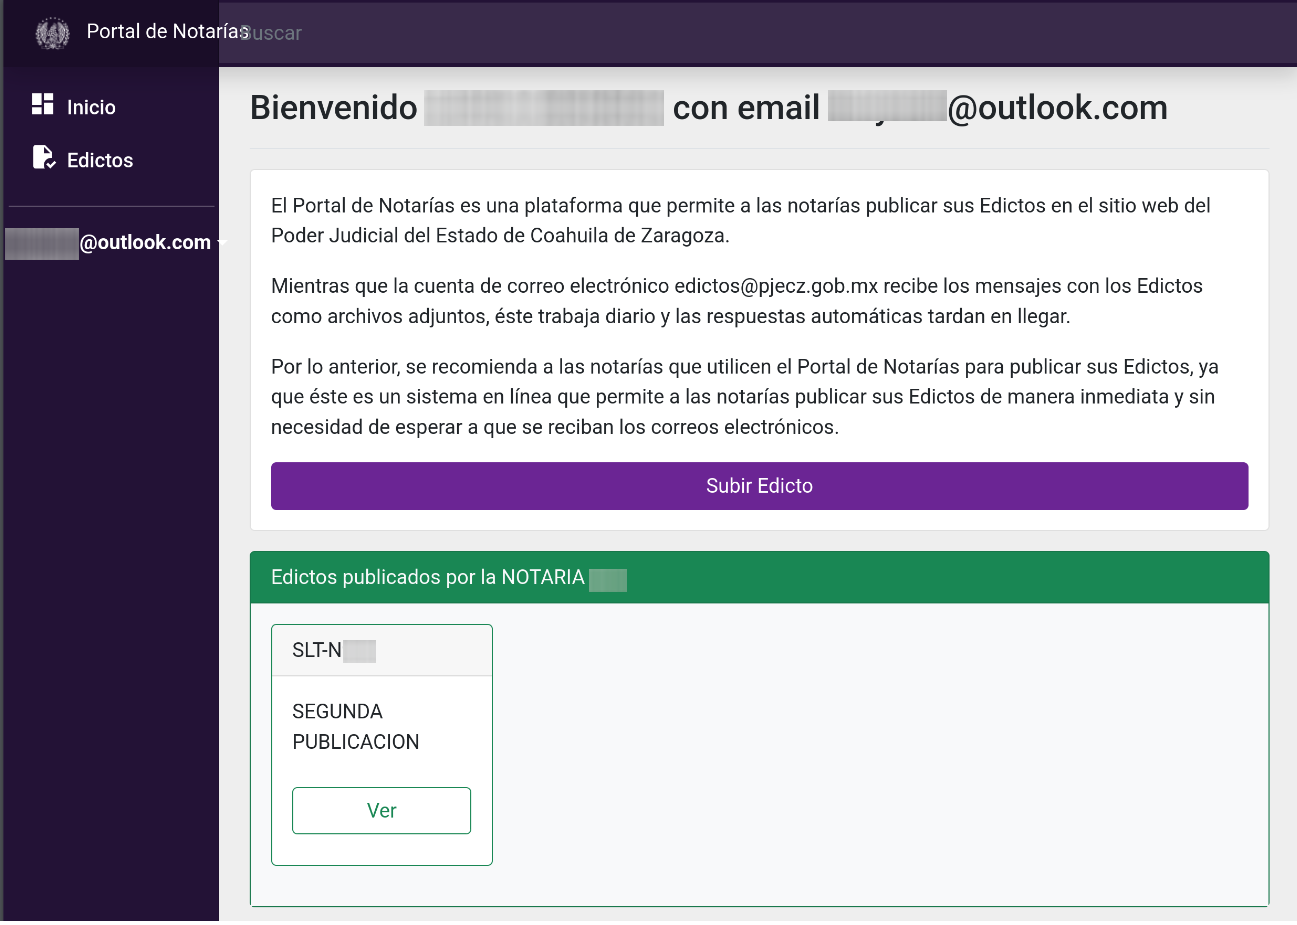 Portal de Notarías
Buscar
Inicio
Edictos
@outlook.com
Bienvenido con email @outlook.com
El Portal de Notarías es una plataforma que permite a las notarías publicar sus Edictos en el sitio web del
Poder Judicial del Estado de Coahuila de Zaragoza.
Mientras que la cuenta de correo electrónico edictos@pjecz.gob.mx recibe los mensajes con los Edictos
como archivos adjuntos, éste trabaja diario y las respuestas automáticas tardan en llegar.
Por lo anterior, se recomienda a las notarías que utilicen el Portal de Notarías para publicar sus Edictos, ya
que éste es un sistema en línea que permite a las notarías publicar sus Edictos de manera inmediata y sin
necesidad de esperar a que se reciban los correos electrónicos.
Subir Edicto
Edictos publicados por la NOTARIA
SLT-N
SEGUNDA
PUBLICACION
Ver